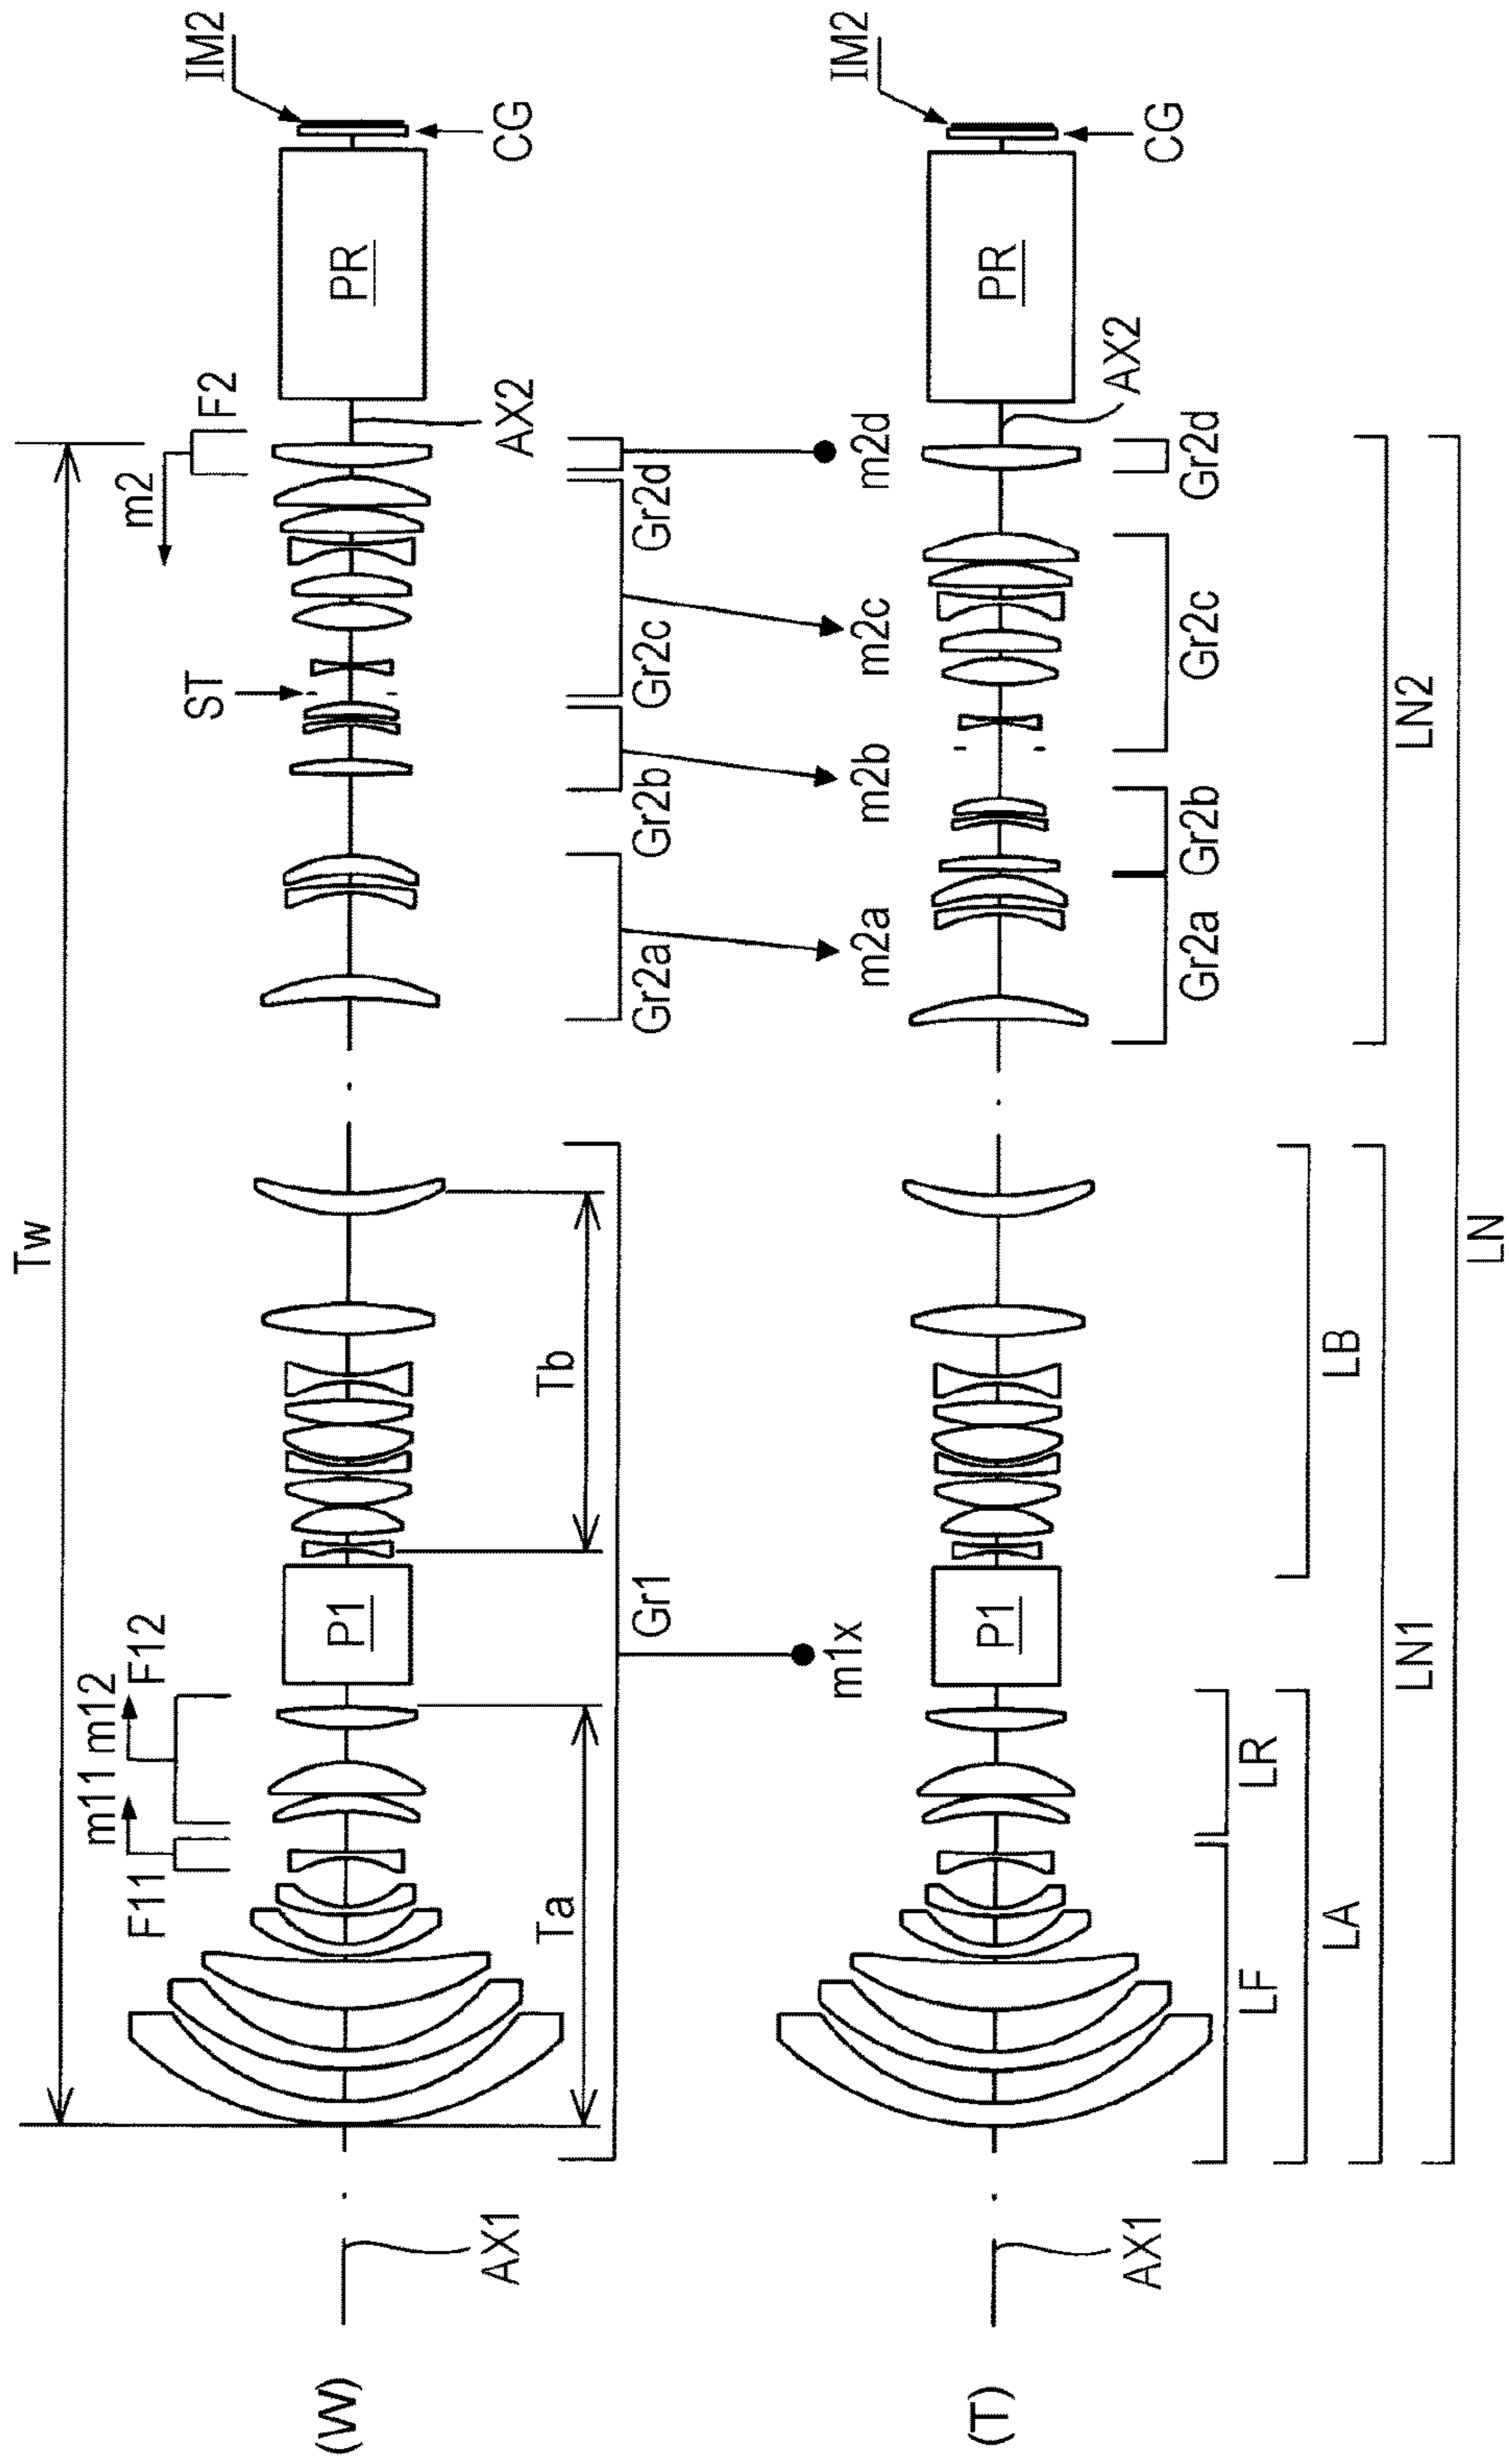 (W)
AX1
Tw
F11
m11
m12
F12
P1
m2
F2
ST
PR
IM2
CG
AX2
Ta
Tb
Gr1
Gr2a
Gr2b
Gr2c
Gr2d
m1x
m2a
m2b
m2c
m2d
(T)
AX1
P1
PR
IM2
CG
AX2
Gr2a
Gr2b
Gr2c
Gr2d
LF
LR
LA
LB
LN1
LN2
LN